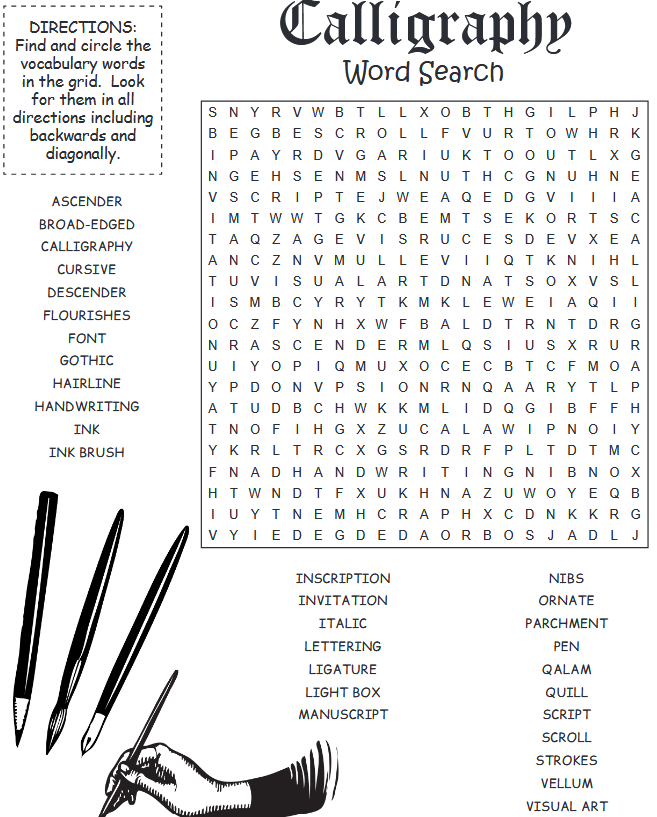 Calligraphy
Word Search
DIRECTIONS:
Find and circle the
vocabulary words
in the grid. Look
for them in all
directions including
backwards and
diagonally.
S N Y R V W B T L L X O B T H G I L P H J
B E G B E S C R O L L F V U R T O W H R K
I P A Y R D V G A R I U K T O O U T L X G
N G E H S E N M S L N U T H C G N U H N E
V S C R I P T E J W E A Q E D G V I I I A
I M T W W T G K C B E M T S E K O R T S C
T A Q Z A G E V I S R U C E S D E V X E A
A N C Z N V M U L L E V I I Q T K N I H L
T U V I S U A L A R T D N A T S O X V S L
I S M B C Y R Y T K M K L E W E I A Q I I
O C Z F Y N H X W F B A L D T R N T D R G
N R A S C E N D E R M L Q S I U S X R U R
U I Y O P I Q M U X O C E C B T C F M O A
Y P D O N V P S I O N R N Q A A R Y T L P
A T U D B C H W K K M L I D Q G I B F F H
T N O F I H G X Z U C A L A W I P N O I Y
Y K R L T R C X G S R D R F P L T D T M C
F N A D H A N D W R I T I N G N I B N O X
H T W N D T F X U K H N A Z U W O Y E Q B
I U Y T N E M H C R A P H X C D N K K R G
V Y I E D E G D E D A O R B O S J A D L J
ASCENDER
BROAD-EDGED
CALLIGRAPHY
CURSIVE
DESCENDER
FLOURISHES
FONT
GOTHIC
HAIRLINE
HANDWRITING
INK
INK BRUSH
INSCRIPTION
INVITATION
ITALIC
LETTERING
LIGATURE
LIGHT BOX
MANUSCRIPT
NIBS
ORNATE
PARCHMENT
PEN
QALAM
QUILL
SCRIPT
SCROLL
STROKES
VELLUM
VISUAL ART